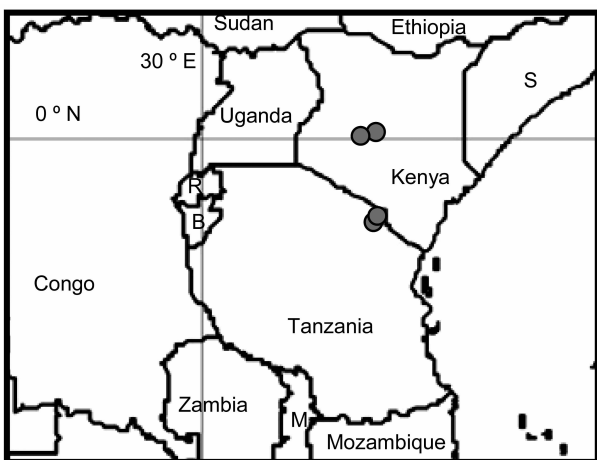 Sudan
Ethiopia
30 º E
S
0 º N
Uganda
Kenya
R
B
Congo
Tanzania
Zambia
M
Mozambique